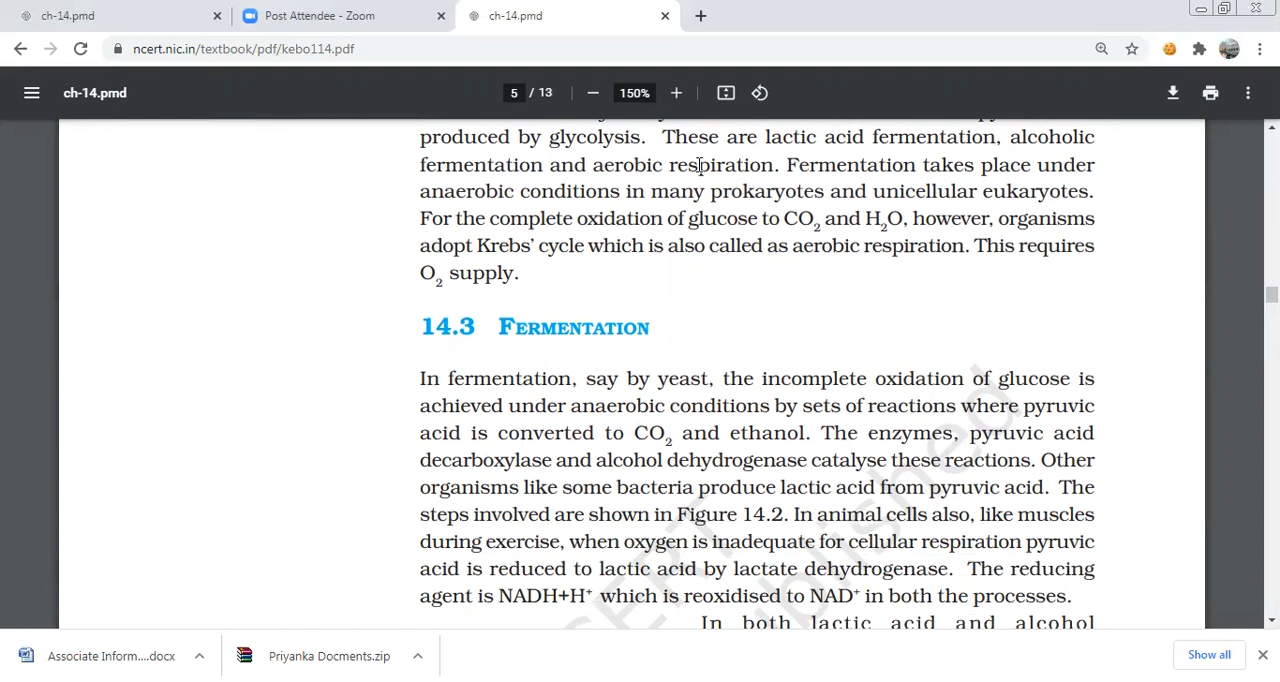 ch-14.pmd
Post Attendee - Zoom
ch-14.pmd
ncert.nic.in/textbook/pdf/kebo114.pdf
ch-14.pmd
5 / 13
150%
produced by glycolysis. These are lactic acid fermentation, alcoholic
fermentation and aerobic respiration. Fermentation takes place under
anaerobic conditions in many prokaryotes and unicellular eukaryotes.
For the complete oxidation of glucose to CO2 and H2O, however, organisms
adopt Krebs' cycle which is also called as aerobic respiration. This requires
O2 supply.
14.3 FERMENTATION
In fermentation, say by yeast, the incomplete oxidation of glucose is
achieved under anaerobic conditions by sets of reactions where pyruvic
acid is converted to CO2 and ethanol. The enzymes, pyruvic acid
decarboxylase and alcohol dehydrogenase catalyse these reactions. Other
organisms like some bacteria produce lactic acid from pyruvic acid. The
steps involved are shown in Figure 14.2. In animal cells also, like muscles
during exercise, when oxygen is inadequate for cellular respiration pyruvic
acid is reduced to lactic acid by lactate dehydrogenase. The reducing
agent is NADH+H+ which is reoxidised to NAD+ in both the processes.
In both lactic acid and alcohol
Associate Inform....docx
Priyanka Docments.zip
Show all